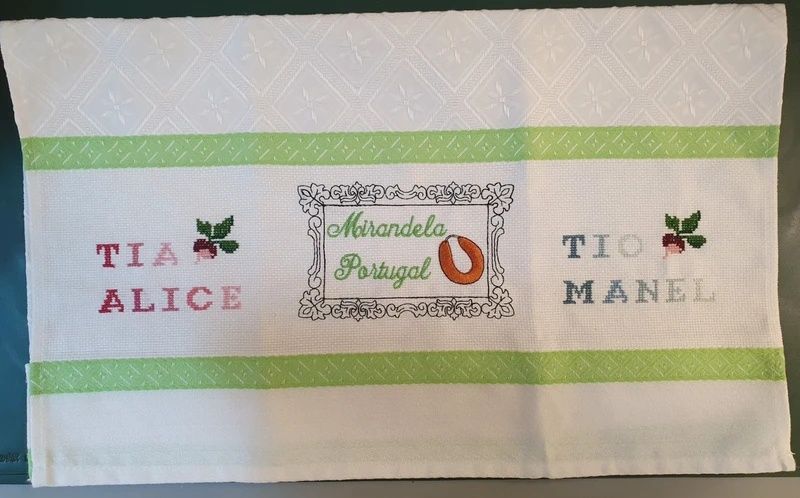 TIA
ALICE
Mirandela
Portugal
TIO
MANEL